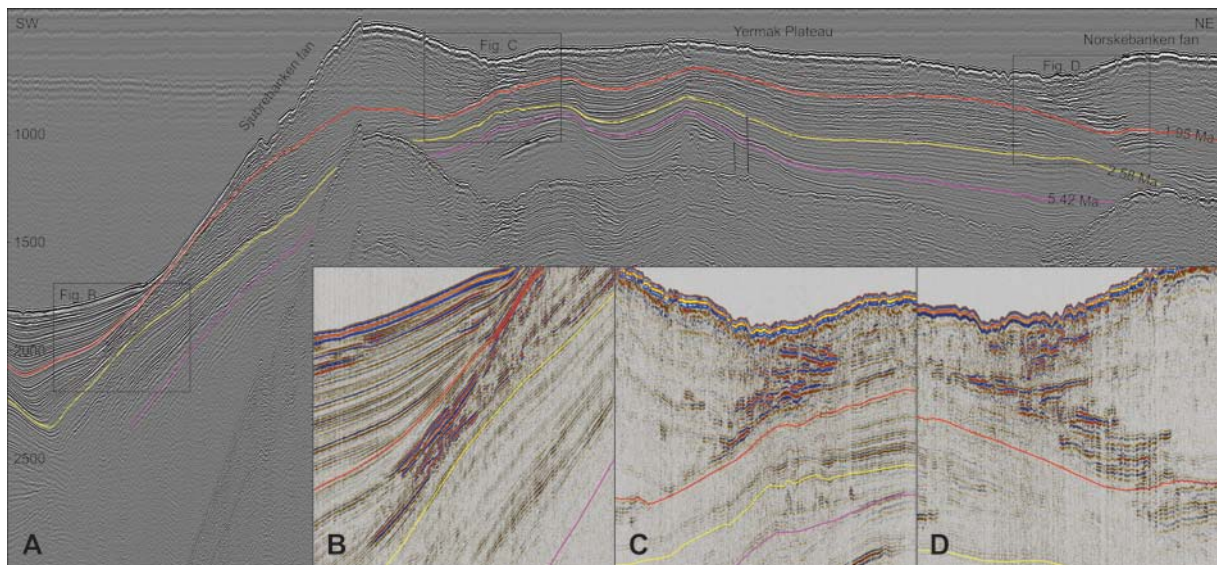 SW
NE
Sjubrebanken fan
Fig. C
Yermak Plateau
Norskebanken fan
Fig. D
1000
1.95 Ma
2.58 Ma
5.42 Ma
1500
Fig. B
2000
2500
A
B
C
D